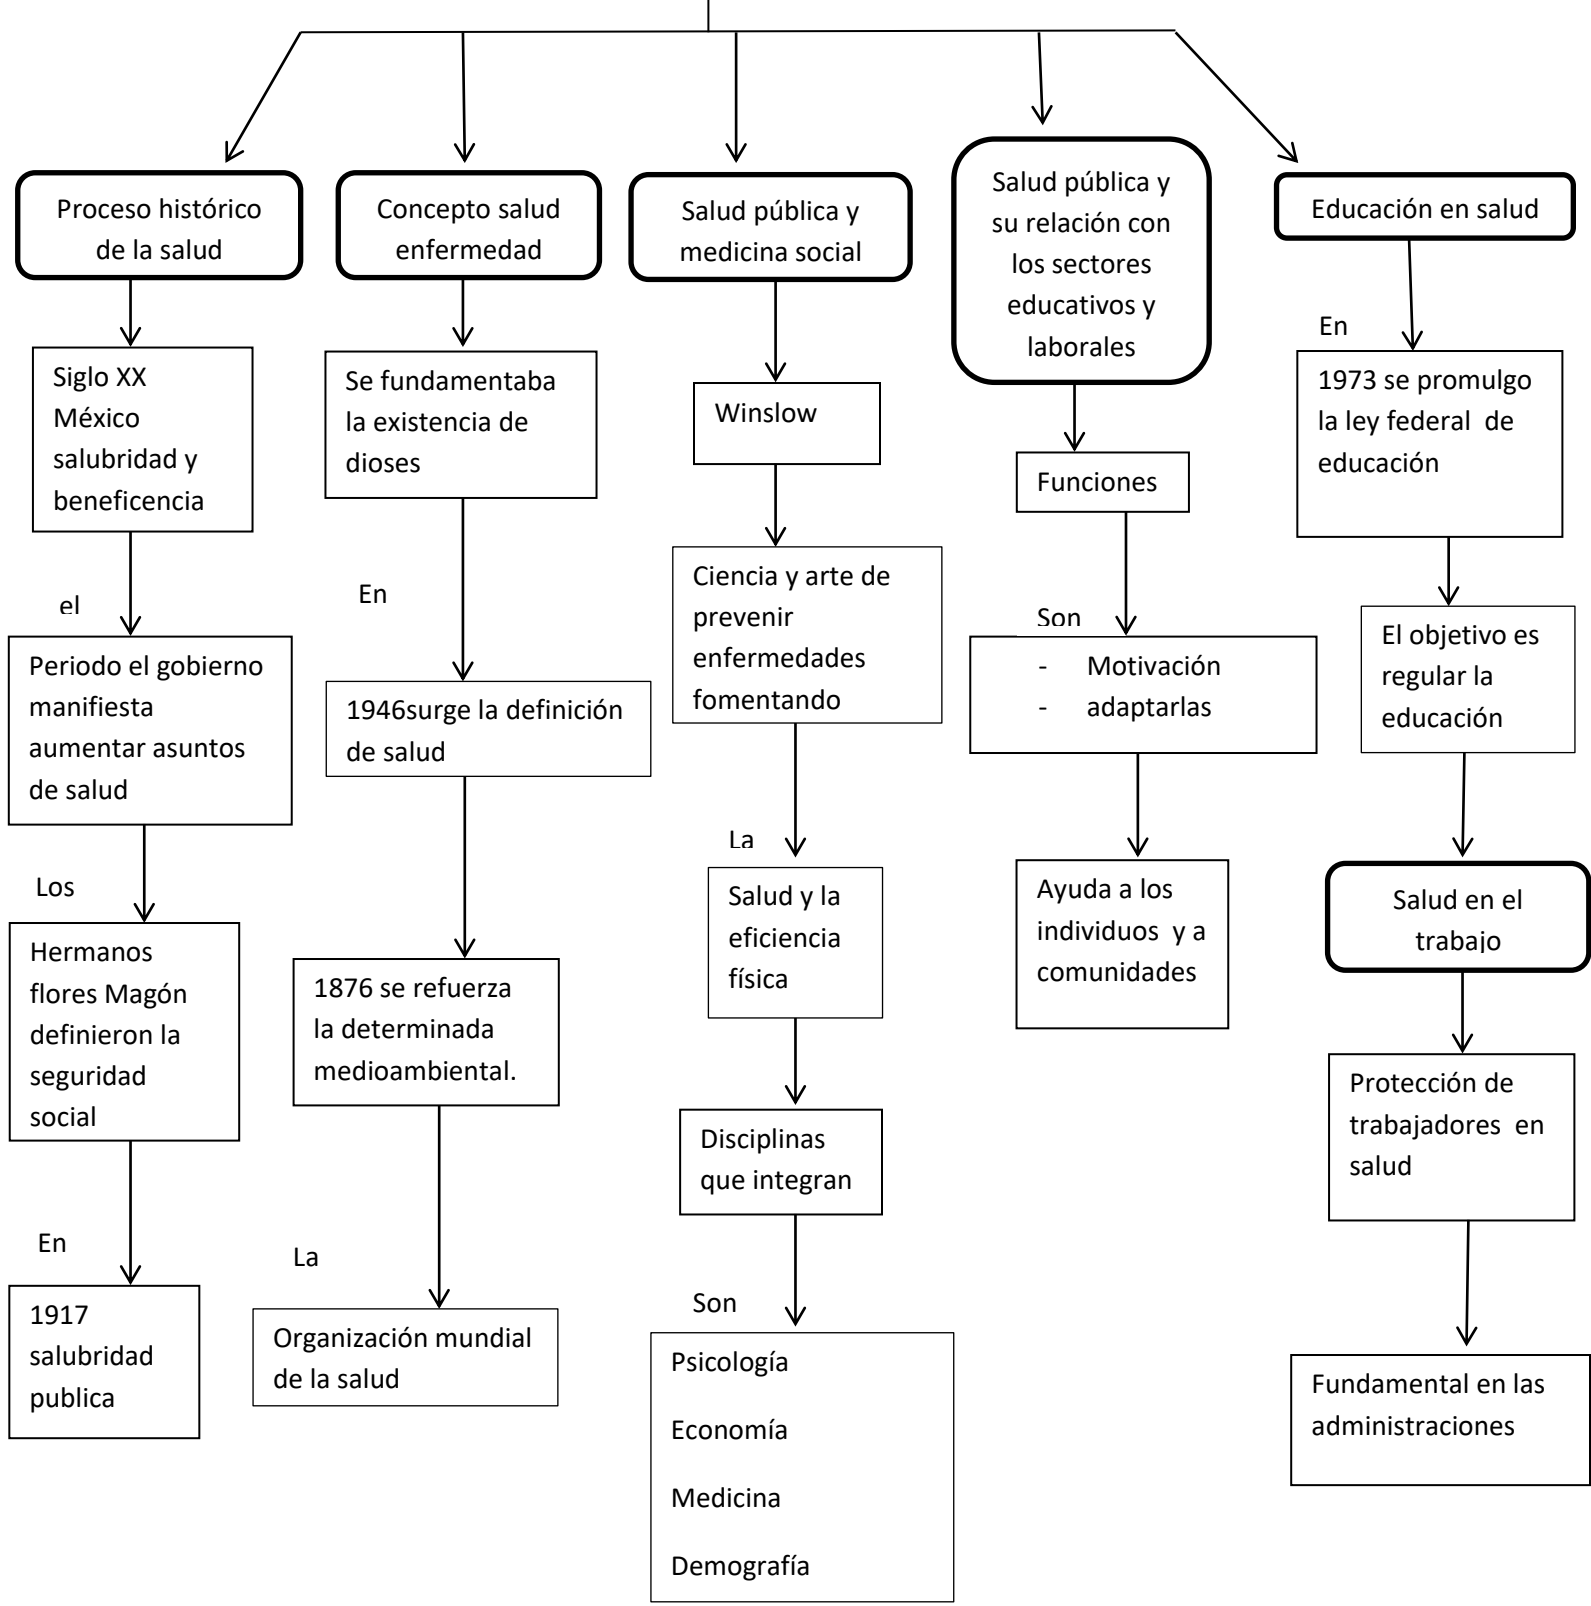 Proceso histórico
de la salud
Siglo XX
México
salubridad y
beneficencia
el
Periodo el gobierno
manifiesta
aumentar asuntos
de salud
Los
Hermanos
flores Magón
definieron la
seguridad
social
En
1917
salubridad
publica
Concepto salud
enfermedad
Se fundamentaba
la existencia de
dioses
En
1946surge la definición
de salud
1876 se refuerza
la determinada
medioambiental.
La
Organización mundial
de la salud
Salud pública y
medicina social
Winslow
Ciencia y arte de
prevenir
enfermedades
fomentando
La
Salud y la
eficiencia
física
Disciplinas
que integran
Son
Psicología
Economía
Medicina
Demografía
Salud pública y
su relación con
los sectores
educativos y
laborales
Funciones
Son
- Motivación
- adaptarlas
Ayuda a los
individuos y a
comunidades
Educación en salud
En
1973 se promulgo
la ley federal de
educación
El objetivo es
regular la
educación
Salud en el
trabajo
Protección de
trabajadores en
salud
Fundamental en las
administraciones